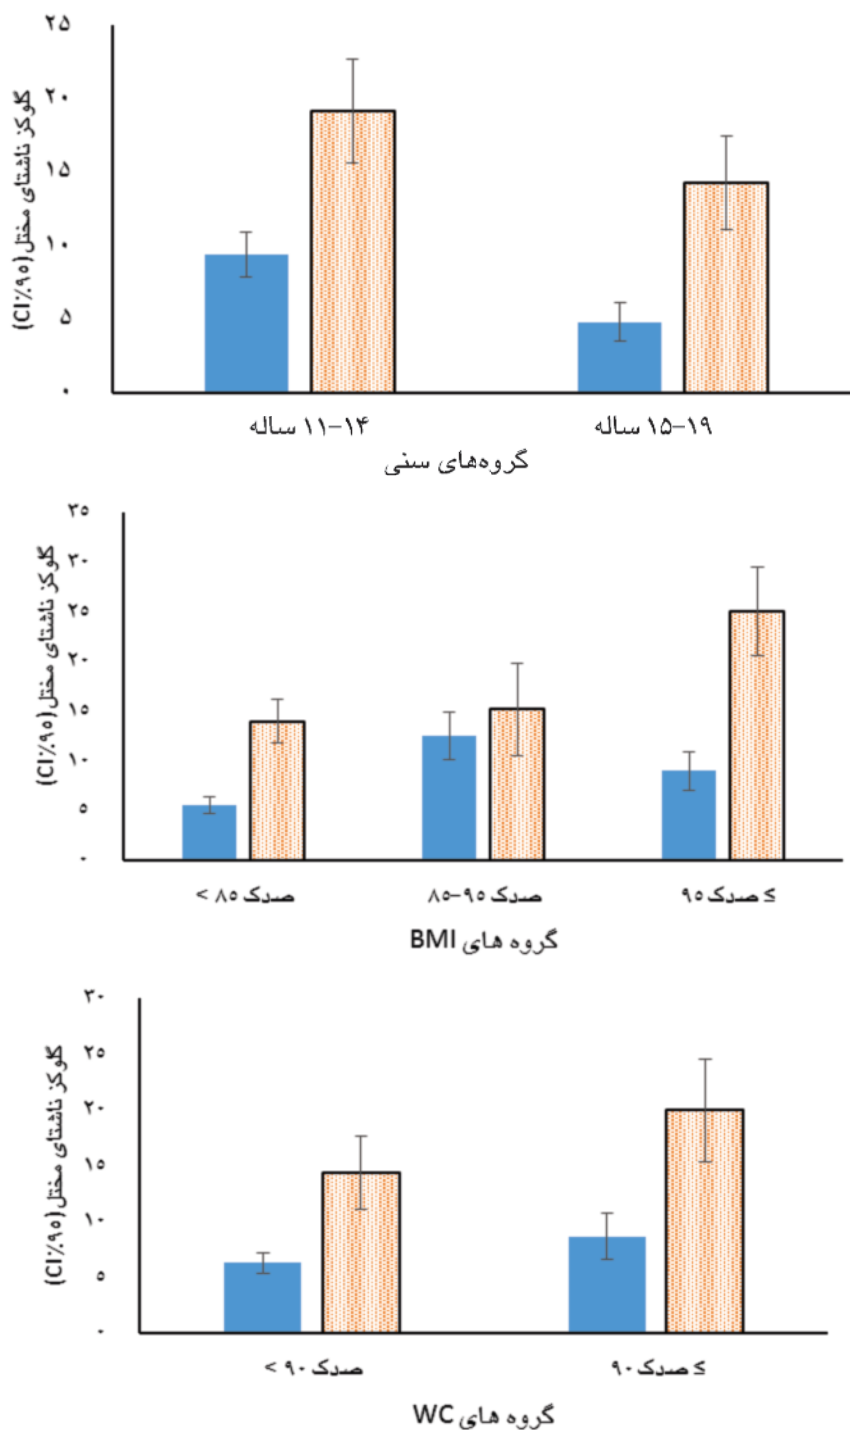 گلوکز ناشتای مختل (۹۵٪CI)
۲۵
۲۰
۱۵
۱۰
۵
۰
۱۱-۱۴ ساله
۱۵-۱۹ ساله
گروه‌های سنی
گلوکز ناشتای مختل (۹۵٪CI)
۳۵
۳۰
۲۵
۲۰
۱۵
۱۰
۵
۰
< صدک ۸۵
صدک ۹۵-۸۵
≥ صدک ۹۵
گروه های BMI
گلوکز ناشتای مختل (۹۵٪CI)
۳۰
۲۵
۲۰
۱۵
۱۰
۵
۰
< صدک ۹۰
≥ صدک ۹۰
گروه های WC